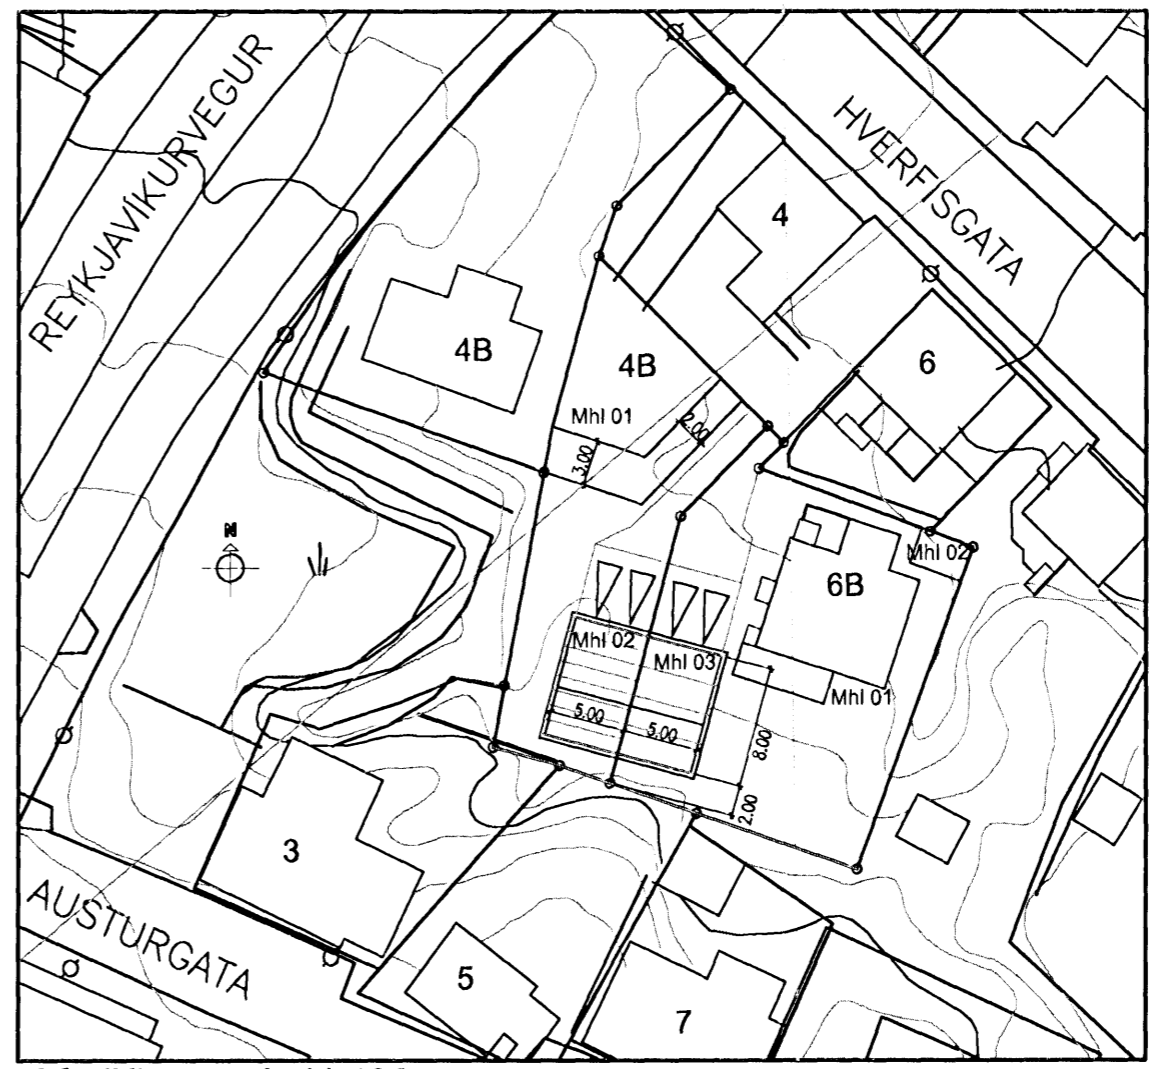 REYKJAVÍKURVEGUR
HVERFISGATA
4
4B
4B
6
Mhl 01
2.00
3.00
N
Mhl 02
6B
Mhl 02
Mhl 03
Mhl 01
5.00
5.00
8.00
2.00
3
AUSTURGATA
5
7